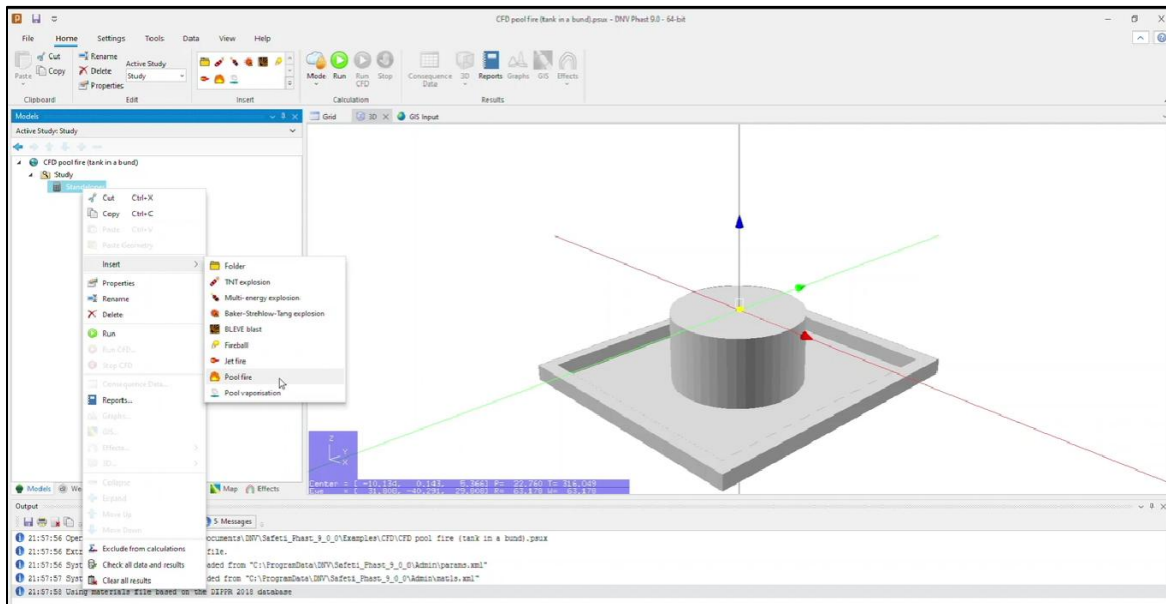 CFD pool fire (tank in a bund).psux - DNV Phast 9.0 - 64-bit
File Home Settings Tools Data View Help
Paste Cut Copy
Rename Delete Properties
Active Study
Study
Mode Run Run CFD Stop
Consequence Data 3D Reports Graphs GIS Effects
Clipboard Edit Insert Calculation Results
Models
Grid 3D GIS Input
Active Study: Study
CFD pool fire (tank in a bund)
Study
Standalone
Cut Ctrl+X
Copy Ctrl+C
Paste Ctrl+V
Paste Geometry
Insert
Properties
Rename
Delete
Run
Run CFD...
Stop CFD
Consequence Data...
Reports...
Graphs...
GIS...
Effects...
3D...
Collapse
Expand
Move Up
Move Down
Exclude from calculations
Check all data and results
Clear all results
Folder
TNT explosion
Multi-energy explosion
Baker-Strehlow-Tang explosion
BLEVE blast
Fireball
Jet fire
Pool fire
Pool vaporisation
Z
Y
X
Models We Map Effects
Output
5 Messages
21:57:56 Oper ocuments\DNV\Safeti_Phast_9_0_0\Examples\CFD\CFD pool fire (tank in a bund).psux
21:57:56 Extr file.
21:57:56 Syst aded from "C:\ProgramData\DNV\Safeti_Phast_9_0_0\Admin\params.xml"
21:57:57 Syst ded from "C:\ProgramData\DNV\Safeti_Phast_9_0_0\Admin\matls.xml"
21:57:58 Using materials file based on the DIPPR 2018 database